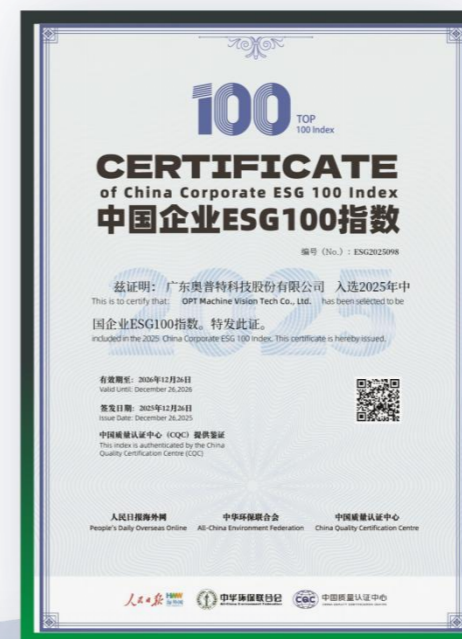 100
TOP
100 Index
CERTIFICATE
of China Corporate ESG 100 Index
中国企业ESG100指数
编号（No.）：ESG2025098
2025
兹证明： 广东奥普特科技股份有限公司 入选2025年中
This is to certify that: OPT Machine Vision Tech Co., Ltd. has been selected to be
国企业ESG100指数。特发此证。
included in the 2025 China Corporate ESG 100 Index. This certificate is hereby issued.
有效期至：2026年12月26日
Valid Until: December 26,2026
签发日期：2025年12月26日
Issue Date: December 26,2025
中国质量认证中心（CQC）提供鉴证
This index is authenticated by the China
Quality Certification Centre (CQC)
人民日报海外网 中华环保联合会 中国质量认证中心
People's Daily Overseas Online All-China Environment Federation China Quality Certification Centre
人民日报 海外网 中华环保联合会 CQC 中国质量认证中心